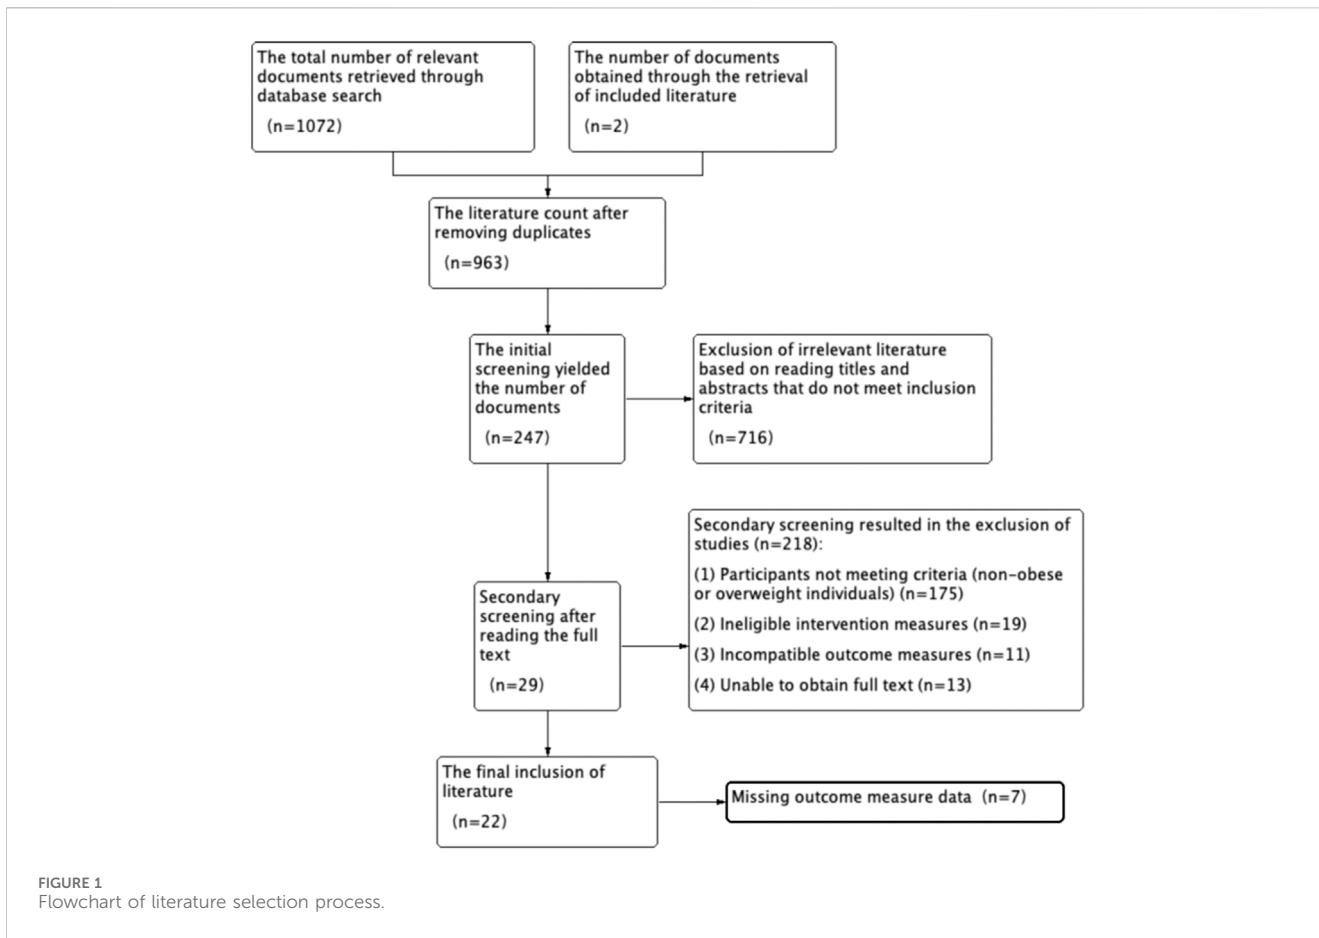 The total number of relevant
documents retrieved through
database search
(n=1072)
The number of documents
obtained through the retrieval
of included literature
(n=2)
The literature count after
removing duplicates
(n=963)
The initial
screening yielded
the number of
documents
(n=247)
Exclusion of irrelevant literature
based on reading titles and
abstracts that do not meet inclusion
criteria
(n=716)
Secondary screening resulted in the exclusion of
studies (n=218):
(1) Participants not meeting criteria (non-obese
or overweight individuals) (n=175)
(2) Ineligible intervention measures (n=19)
(3) Incompatible outcome measures (n=11)
(4) Unable to obtain full text (n=13)
Secondary
screening after
reading the full
text
(n=29)
The final inclusion of
literature
(n=22)
Missing outcome measure data (n=7)
FIGURE 1
Flowchart of literature selection process.